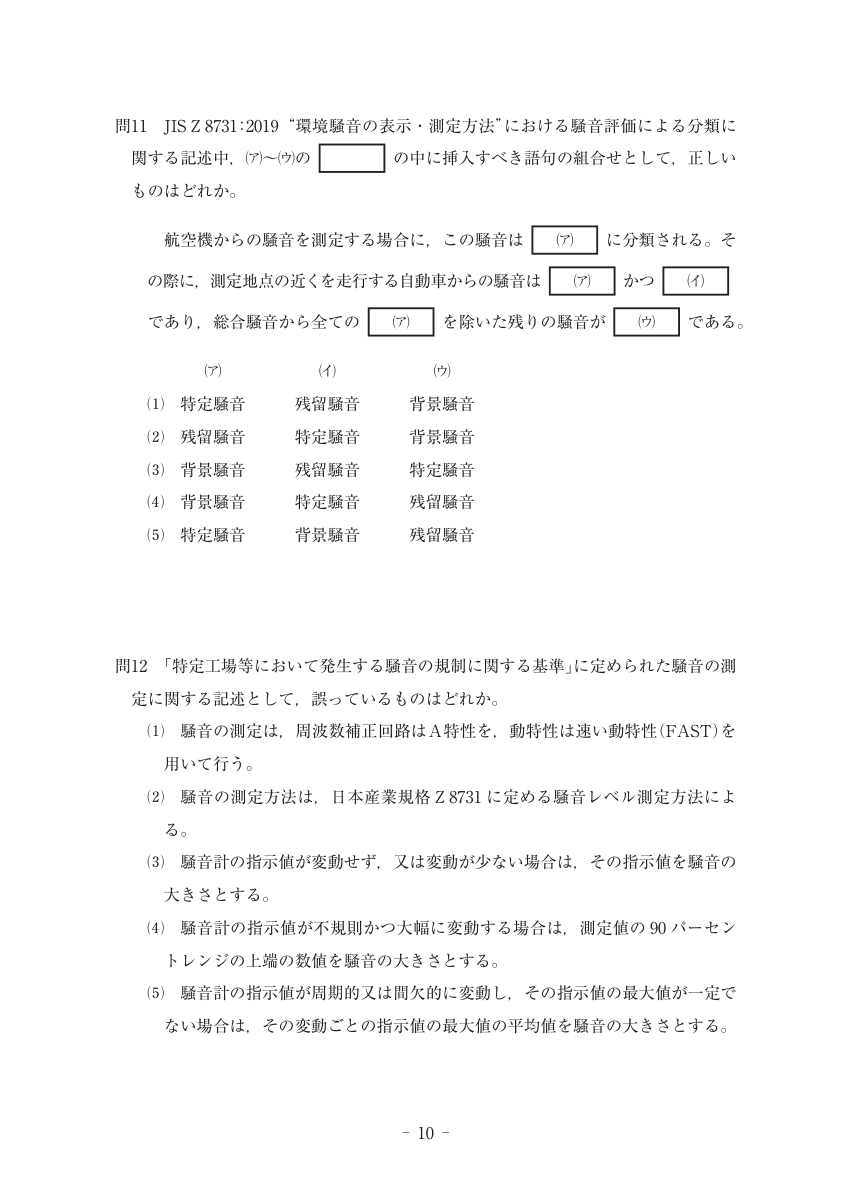 問11　JIS Z 8731:2019 “環境騒音の表示・測定方法”における騒音評価による分類に
関する記述中，㋐～㋒の　　　の中に挿入すべき語句の組合せとして，正しい
ものはどれか。
航空機からの騒音を測定する場合に，この騒音は (ア) に分類される。そ
の際に，測定地点の近くを走行する自動車からの騒音は (ア) かつ (イ)
であり，総合騒音から全ての (ア) を除いた残りの騒音が (ウ) である。
(ア)　(イ)　(ウ)
(1)　特定騒音　残留騒音　背景騒音
(2)　残留騒音　特定騒音　背景騒音
(3)　背景騒音　残留騒音　特定騒音
(4)　背景騒音　特定騒音　残留騒音
(5)　特定騒音　背景騒音　残留騒音
問12　「特定工場等において発生する騒音の規制に関する基準」に定められた騒音の測
定に関する記述として，誤っているものはどれか。
(1)　騒音の測定は，周波数補正回路はＡ特性を，動特性は速い動特性(FAST)を
用いて行う。
(2)　騒音の測定方法は，日本産業規格 Z 8731 に定める騒音レベル測定方法によ
る。
(3)　騒音計の指示値が変動せず，又は変動が少ない場合は，その指示値を騒音の
大きさとする。
(4)　騒音計の指示値が不規則かつ大幅に変動する場合は，測定値の 90 パーセン
トレンジの上端の数値を騒音の大きさとする。
(5)　騒音計の指示値が周期的又は間欠的に変動し，その指示値の最大値が一定で
ない場合は，その変動ごとの指示値の最大値の平均値を騒音の大きさとする。
- 10 -